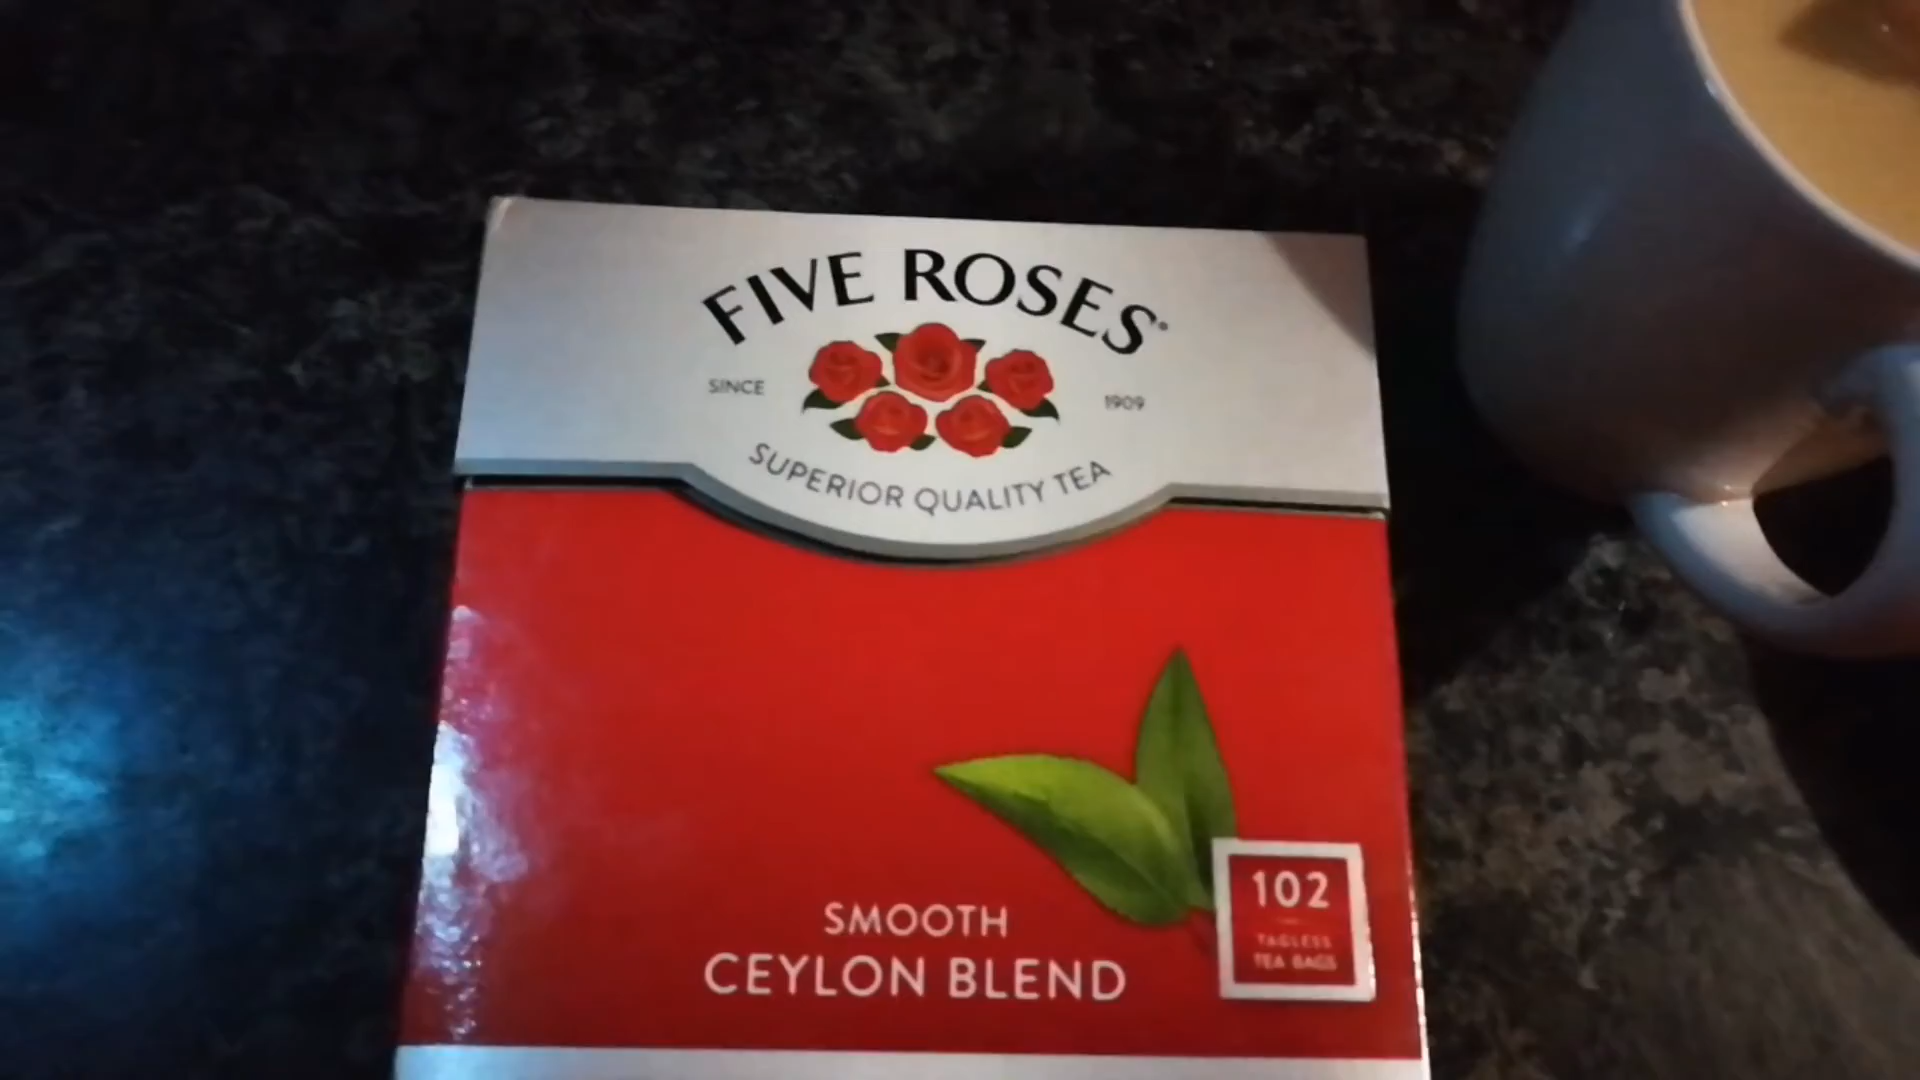 FIVE ROSES®
SINCE 1909
SUPERIOR QUALITY TEA
SMOOTH
CEYLON BLEND
102
TAGLESS
TEA BAGS